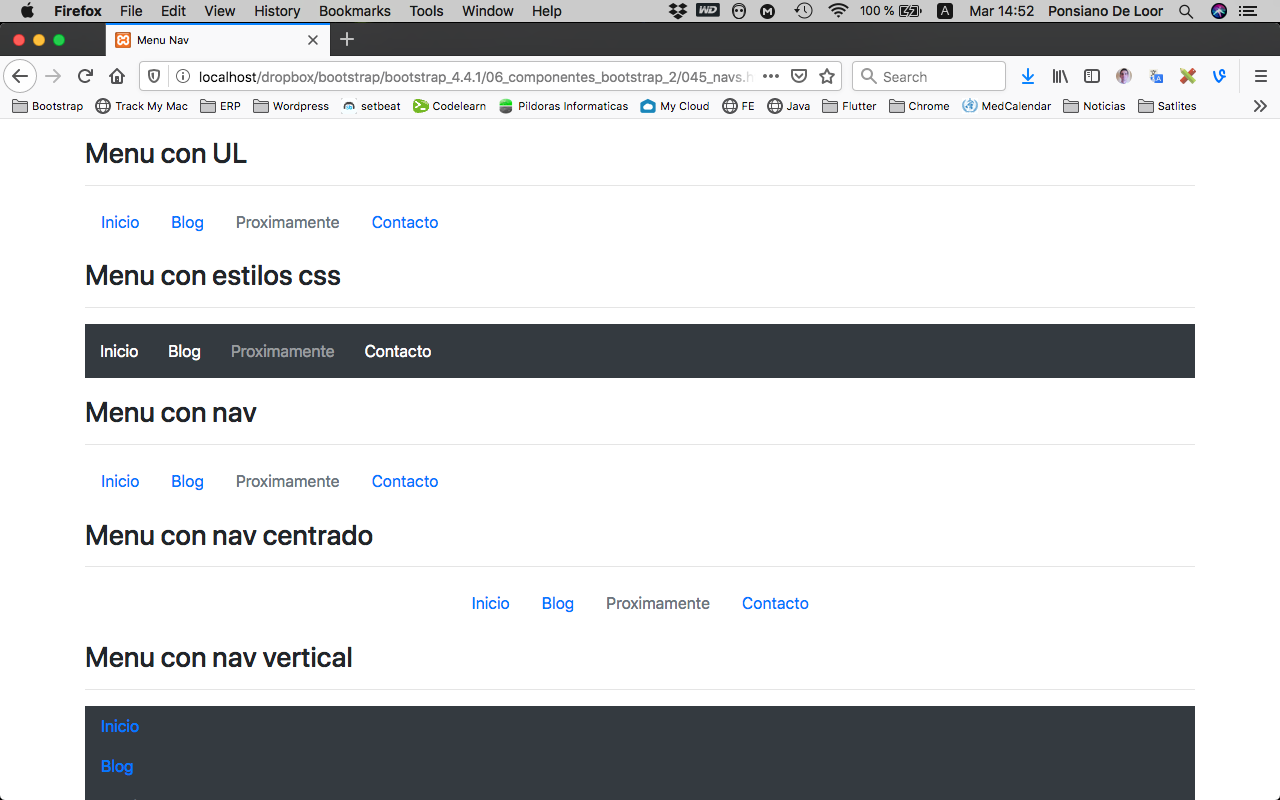 Firefox File Edit View History Bookmarks Tools Window Help WD M 100 % A Mar 14:52 Ponsiano De Loor
Menu Nav
localhost/dropbox/bootstrap/bootstrap_4.4.1/06_componentes_bootstrap_2/045_navs.h Search
Bootstrap Track My Mac ERP Wordpress setbeat Codelearn Pildoras Informaticas My Cloud FE Java Flutter Chrome MedCalendar Noticias Satlites
Menu con UL
Inicio Blog Proximamente Contacto
Menu con estilos css
Inicio Blog Proximamente Contacto
Menu con nav
Inicio Blog Proximamente Contacto
Menu con nav centrado
Inicio Blog Proximamente Contacto
Menu con nav vertical
Inicio
Blog